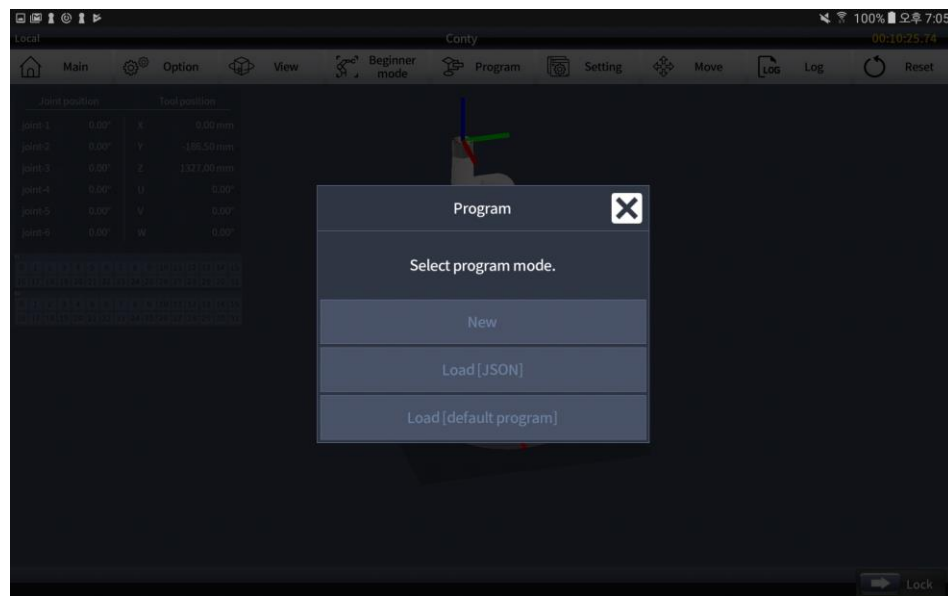 100% 오후 7:05
Local Conty 00:10:25.74
Main Option View Beginner mode Program Setting Move LOG Log Reset
Joint position Tool position
joint-1 0.00° X 0.00 mm
joint-2 0.00° Y -186.50 mm
joint-3 0.00° Z 1327.00 mm
joint-4 0.00° U 0.00°
joint-5 0.00° V 0.00°
joint-6 0.00° W 0.00°
Program
Select program mode.
New
Load [JSON]
Load [default program]
Lock